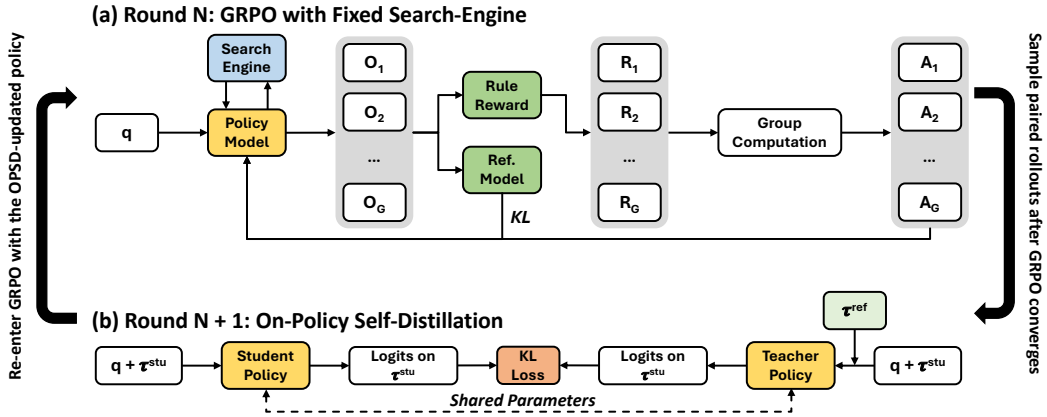 (a) Round N: GRPO with Fixed Search-Engine
Re-enter GRPO with the OPSD-updated policy
Sample paired rollouts after GRPO converges
q
Search
Engine
Policy
Model
O1
O2
...
OG
Rule
Reward
Ref.
Model
KL
R1
R2
...
RG
Group
Computation
A1
A2
...
AG
(b) Round N + 1: On-Policy Self-Distillation
q + τstu
Student
Policy
Logits on
τstu
KL
Loss
Logits on
τstu
Teacher
Policy
τref
q + τstu
Shared Parameters